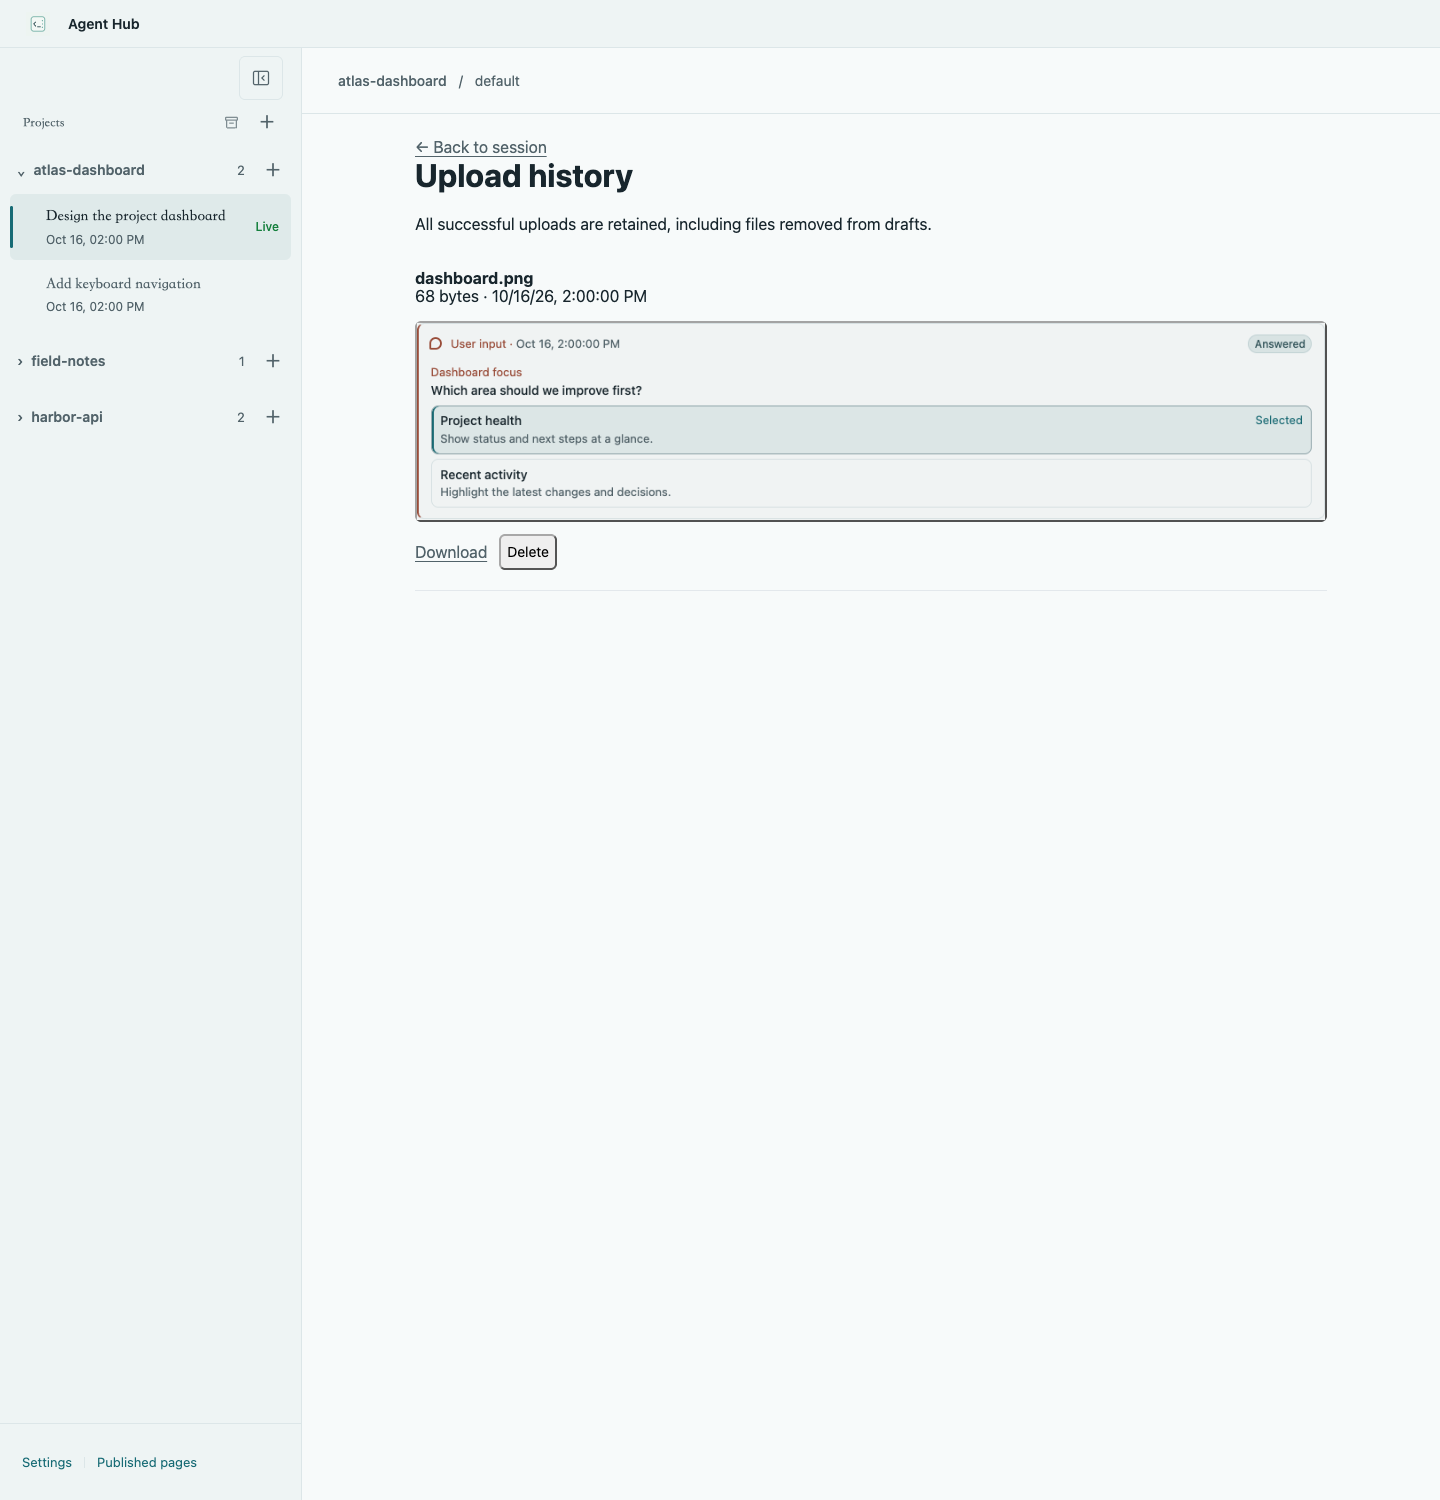 Agent Hub
Projects
atlas-dashboard 2
Design the project dashboard
Oct 16, 02:00 PM
Live
Add keyboard navigation
Oct 16, 02:00 PM
field-notes 1
harbor-api 2
Settings
Published pages
atlas-dashboard / default
← Back to session
Upload history
All successful uploads are retained, including files removed from drafts.
dashboard.png
68 bytes · 10/16/26, 2:00:00 PM
User input · Oct 16, 2:00:00 PM
Answered
Dashboard focus
Which area should we improve first?
Project health
Selected
Show status and next steps at a glance.
Recent activity
Highlight the latest changes and decisions.
Download
Delete